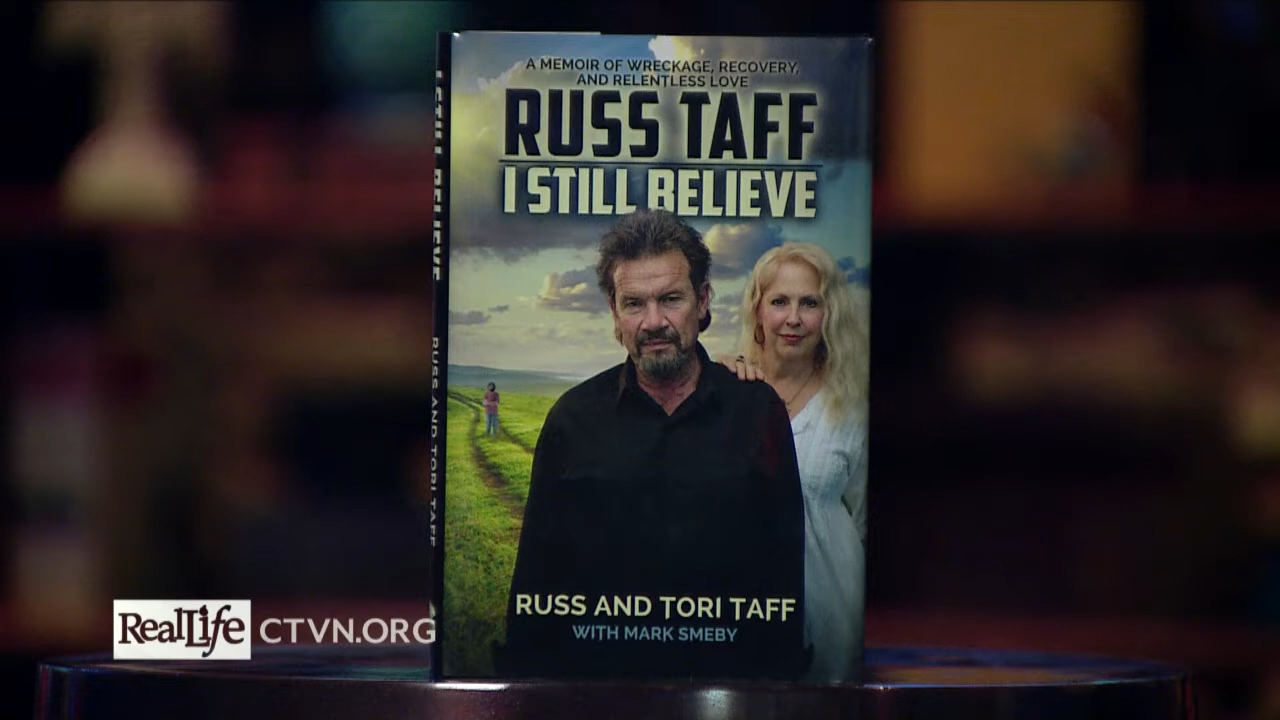 A MEMOIR OF WRECKAGE, RECOVERY,
AND RELENTLESS LOVE
RUSS TAFF
I STILL BELIEVE
RUSS AND TORI TAFF
WITH MARK SMEBY
I STILL BELIEVE
RUSS AND TORI TAFF
RealLife
CTVN.ORG